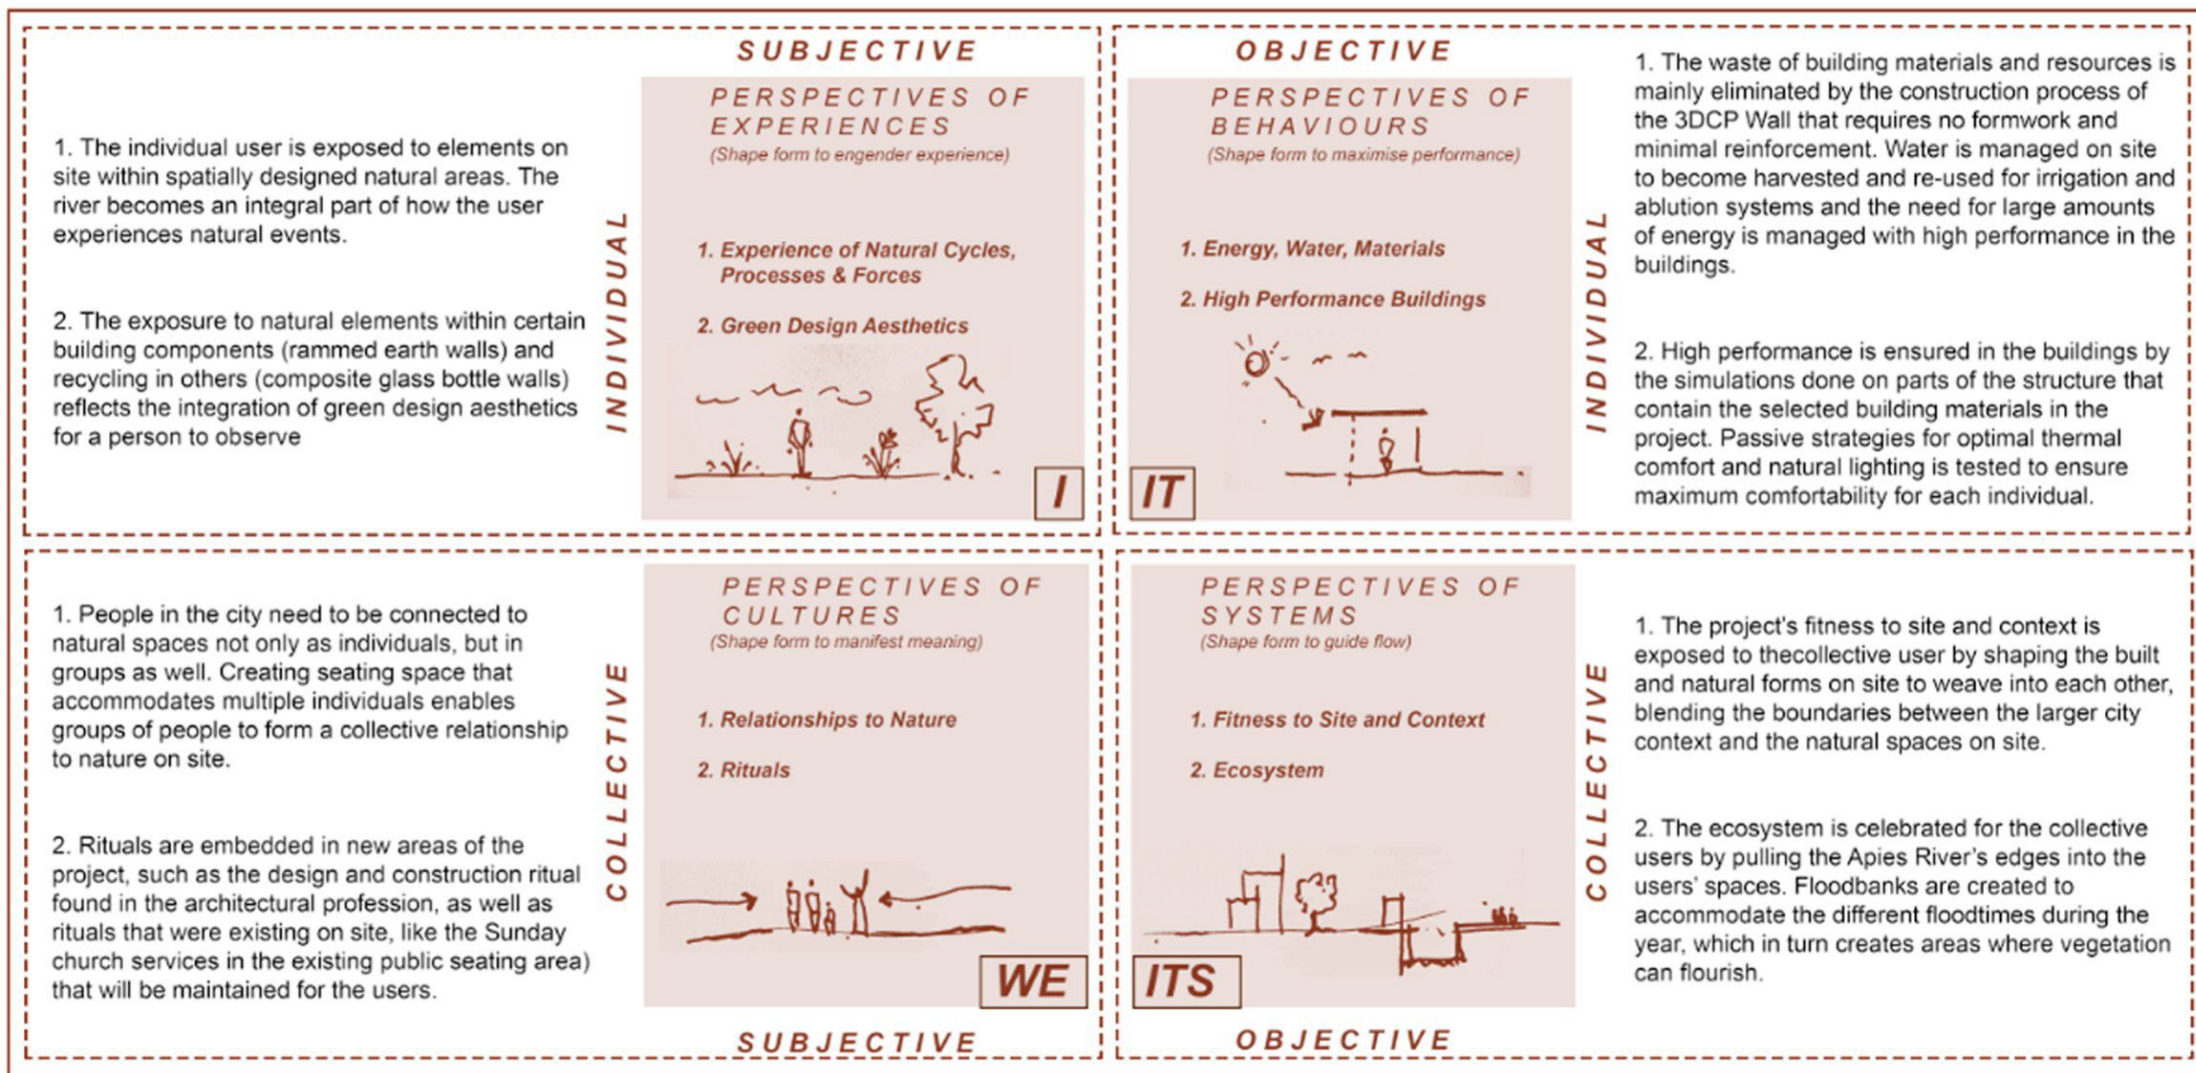 SUBJECTIVE
PERSPECTIVES OF
EXPERIENCES
(Shape form to engender experience)
1. Experience of Natural Cycles,
Processes & Forces
2. Green Design Aesthetics
I
INDIVIDUAL
1. The individual user is exposed to elements on
site within spatially designed natural areas. The
river becomes an integral part of how the user
experiences natural events.
2. The exposure to natural elements within certain
building components (rammed earth walls) and
recycling in others (composite glass bottle walls)
reflects the integration of green design aesthetics
for a person to observe
OBJECTIVE
PERSPECTIVES OF
BEHAVIOURS
(Shape form to maximise performance)
1. Energy, Water, Materials
2. High Performance Buildings
IT
INDIVIDUAL
1. The waste of building materials and resources is
mainly eliminated by the construction process of
the 3DCP Wall that requires no formwork and
minimal reinforcement. Water is managed on site
to become harvested and re-used for irrigation and
ablution systems and the need for large amounts
of energy is managed with high performance in the
buildings.
2. High performance is ensured in the buildings by
the simulations done on parts of the structure that
contain the selected building materials in the
project. Passive strategies for optimal thermal
comfort and natural lighting is tested to ensure
maximum comfortability for each individual.
1. People in the city need to be connected to
natural spaces not only as individuals, but in
groups as well. Creating seating space that
accommodates multiple individuals enables
groups of people to form a collective relationship
to nature on site.
2. Rituals are embedded in new areas of the
project, such as the design and construction ritual
found in the architectural profession, as well as
rituals that were existing on site, like the Sunday
church services in the existing public seating area)
that will be maintained for the users.
COLLECTIVE
PERSPECTIVES OF
CULTURES
(Shape form to manifest meaning)
1. Relationships to Nature
2. Rituals
WE
SUBJECTIVE
PERSPECTIVES OF
SYSTEMS
(Shape form to guide flow)
1. Fitness to Site and Context
2. Ecosystem
ITS
OBJECTIVE
COLLECTIVE
1. The project's fitness to site and context is
exposed to thecollective user by shaping the built
and natural forms on site to weave into each other,
blending the boundaries between the larger city
context and the natural spaces on site.
2. The ecosystem is celebrated for the collective
users by pulling the Apies River's edges into the
users' spaces. Floodbanks are created to
accommodate the different floodtimes during the
year, which in turn creates areas where vegetation
can flourish.